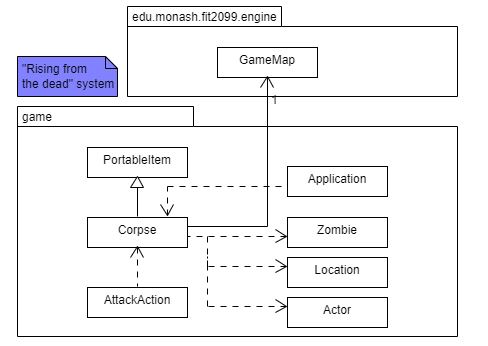 edu.monash.fit2099.engine
GameMap
"Rising from
the dead" system
1
game
PortableItem
Application
Corpse
Zombie
Location
AttackAction
Actor